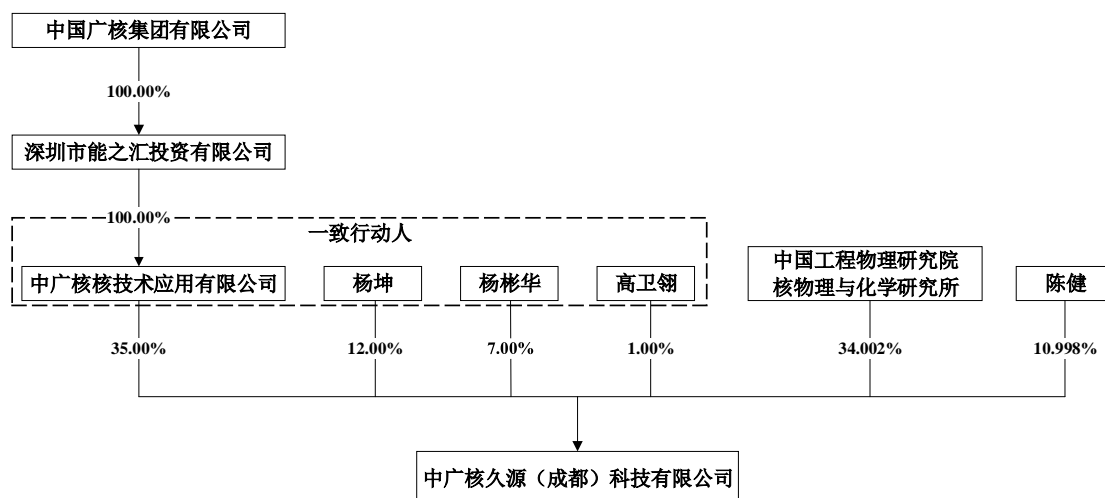 中国广核集团有限公司
100.00%
深圳市能之汇投资有限公司
100.00%
一致行动人
中广核核技术应用有限公司
杨坤
杨彬华
高卫翎
中国工程物理研究院
核物理与化学研究所
陈健
35.00%
12.00%
7.00%
1.00%
34.002%
10.998%
中广核久源（成都）科技有限公司